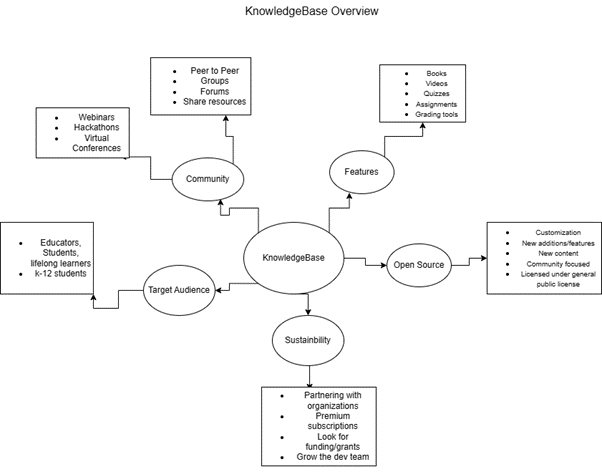 KnowledgeBase Overview
• Peer to Peer
• Groups
• Forums
• Share resources
• Books
• Videos
• Quizzes
• Assignments
• Grading tools
• Webinars
• Hackathons
• Virtual
Conferences
Community
Features
• Educators,
Students,
lifelong learners
• k-12 students
KnowledgeBase
Open Source
• Customization
• New additions/features
• New content
• Community focused
• Licensed under general
public license
Target Audience
Sustainbility
• Partnering with
organizations
• Premium
subscriptions
• Look for
funding/grants
• Grow the dev team